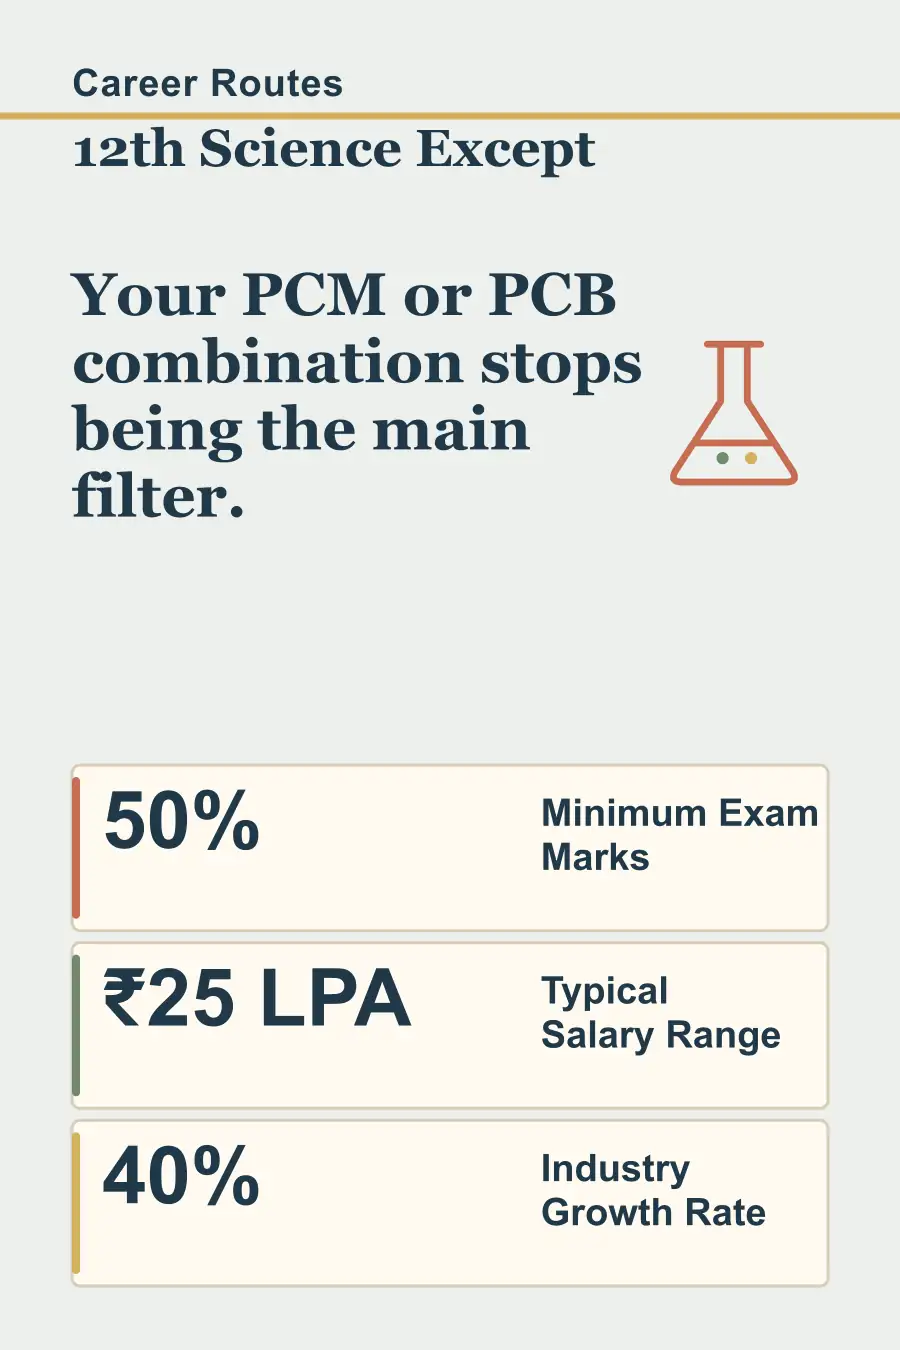 Career Routes
12th Science Except
Your PCM or PCB
combination stops
being the main
filter.
50%
Minimum Exam
Marks
₹25 LPA
Typical
Salary Range
40%
Industry
Growth Rate